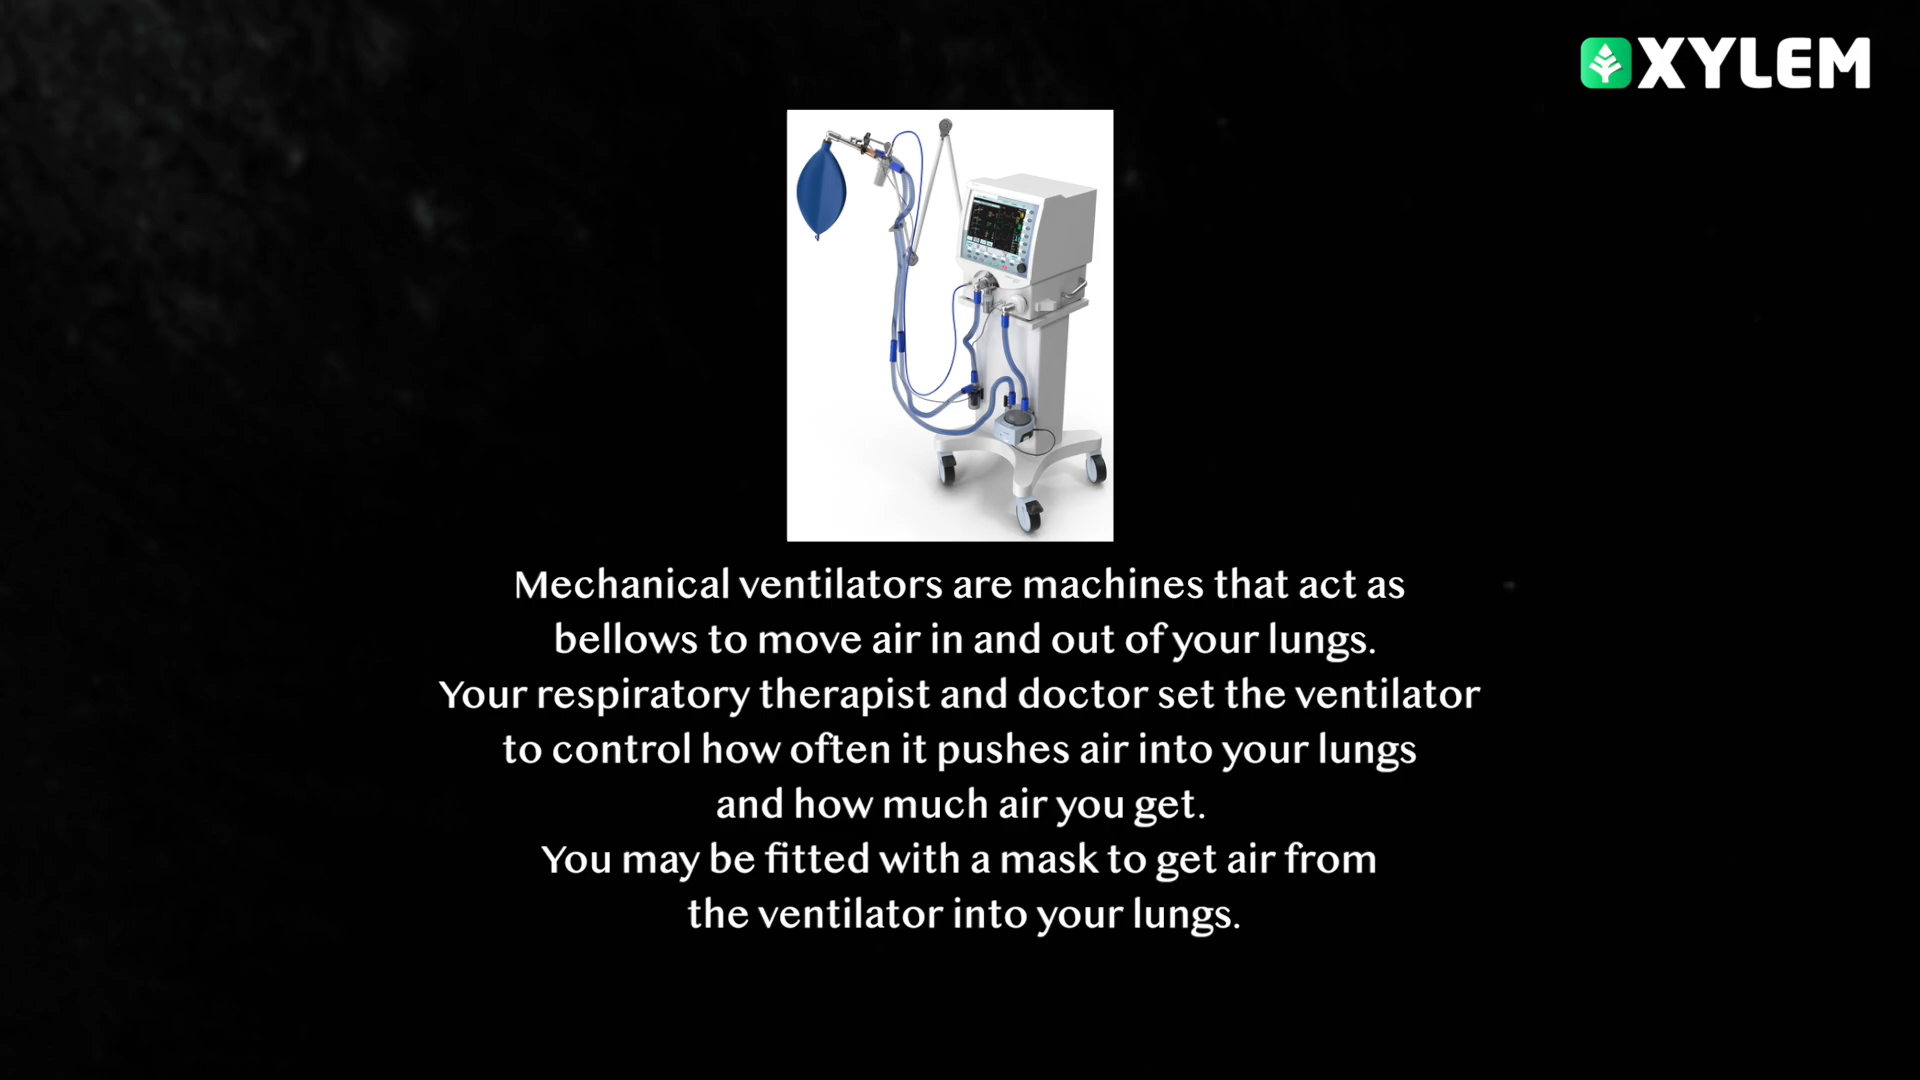 XYLEM
Mechanical ventilators are machines that act as
bellows to move air in and out of your lungs.
Your respiratory therapist and doctor set the ventilator
to control how often it pushes air into your lungs
and how much air you get.
You may be fitted with a mask to get air from
the ventilator into your lungs.